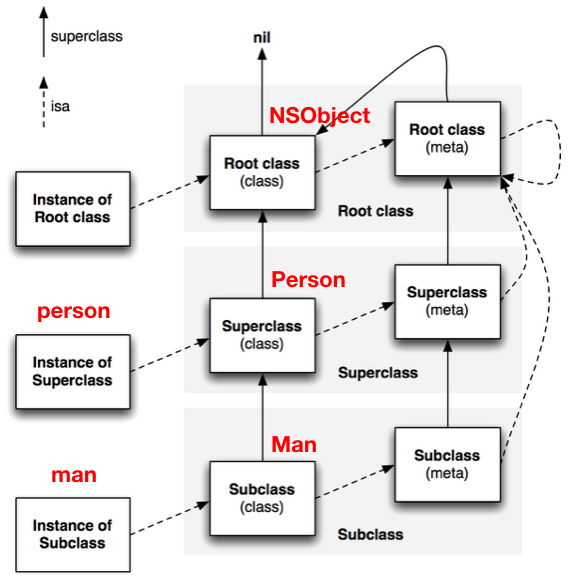 superclass
nil
isa
NSObject
Root class
(meta)
Root class
(class)
Instance of
Root class
Root class
Person
person
Superclass
(meta)
Superclass
(class)
Instance of
Superclass
Superclass
Man
man
Subclass
(meta)
Subclass
(class)
Instance of
Subclass
Subclass